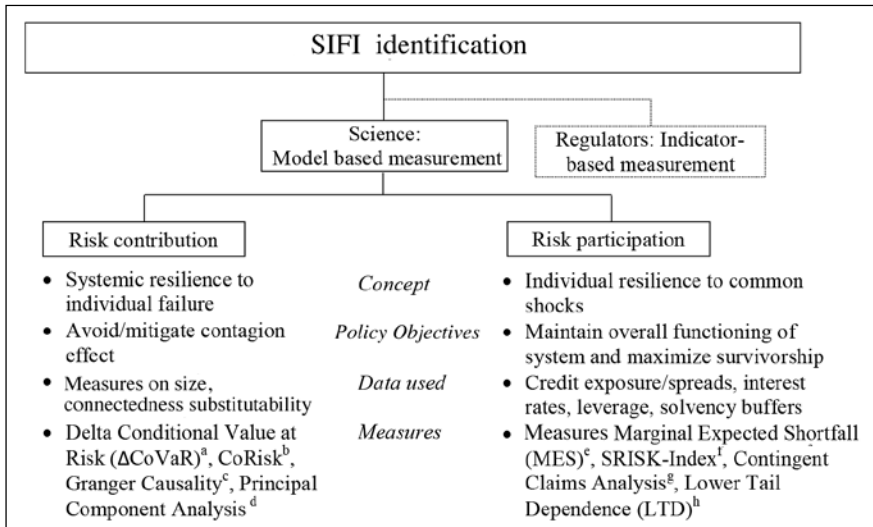 SIFI identification
Science:
Model based measurement
Regulators: Indicator-
based measurement
Risk contribution
Risk participation
• Systemic resilience to
individual failure
Concept
• Individual resilience to common
shocks
• Avoid/mitigate contagion
effect
Policy Objectives
• Maintain overall functioning of
system and maximize survivorship
• Measures on size,
connectedness substitutability
Data used
• Credit exposure/spreads, interest
rates, leverage, solvency buffers
• Delta Conditional Value at
Risk (ΔCoVaR)ᵃ, CoRiskᵇ,
Granger Causalityᶜ, Principal
Component Analysisᵈ
Measures
• Measures Marginal Expected Shortfall
(MES)ᵉ, SRISK-Indexᶠ, Contingent
Claims Analysisᵍ, Lower Tail
Dependence (LTD)ʰ